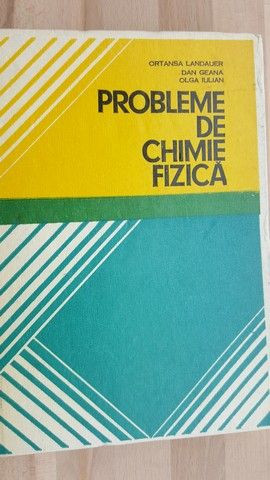 ORTANSA LANDAUER
DAN GEANA
OLGA IULIAN
PROBLEME
DE
CHIMIE
FIZICĂ